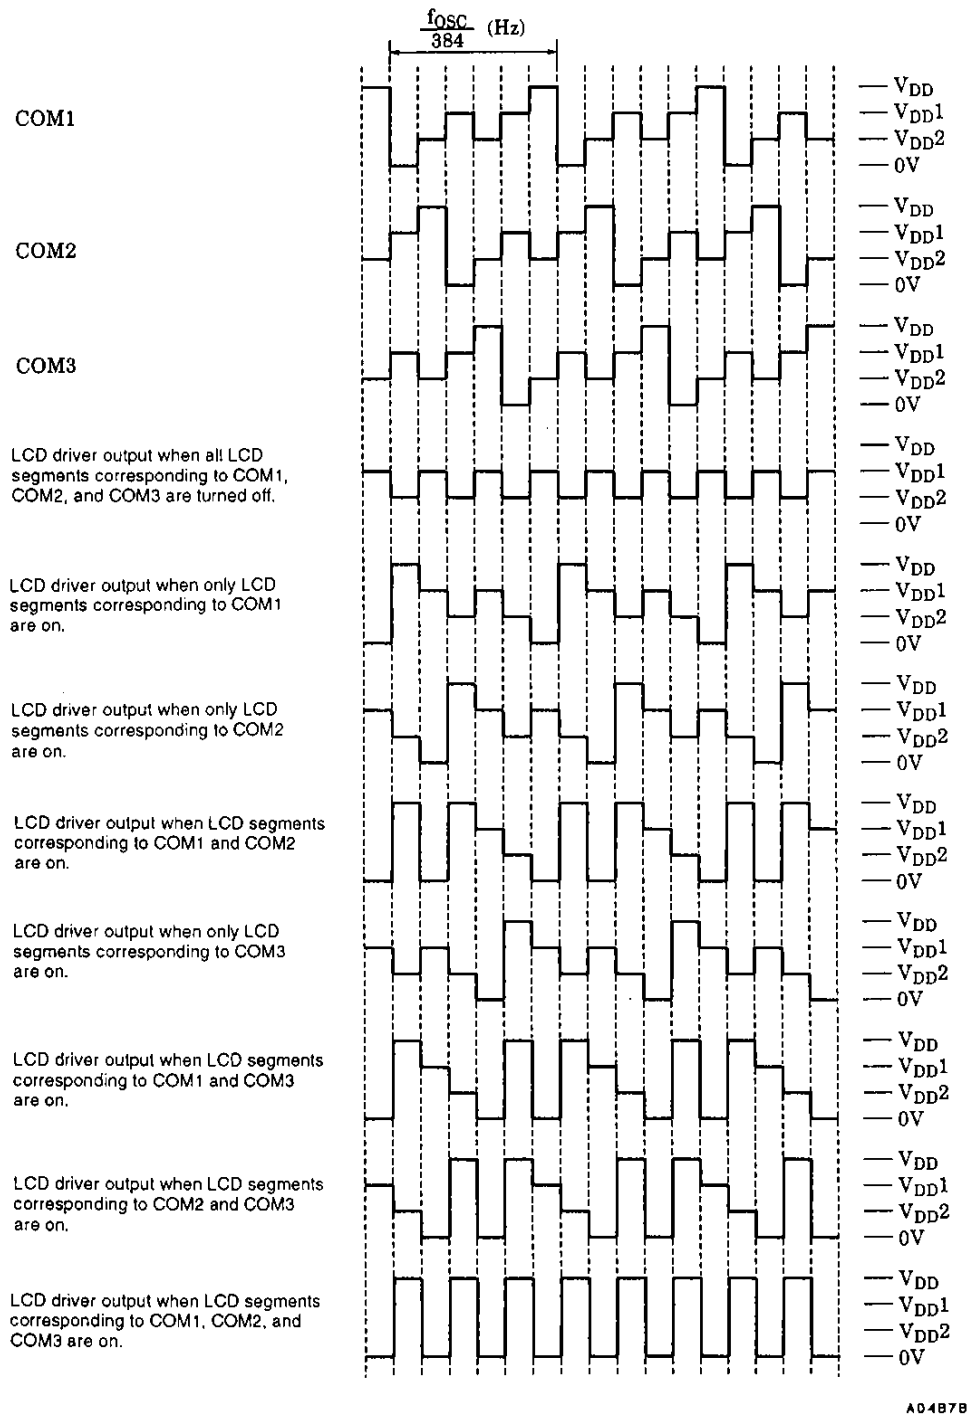 fOSC
384
(Hz)
COM1
VDD
VDD1
VDD2
0V
COM2
VDD
VDD1
VDD2
0V
COM3
VDD
VDD1
VDD2
0V
LCD driver output when all LCD
segments corresponding to COM1,
COM2, and COM3 are turned off.
VDD
VDD1
VDD2
0V
LCD driver output when only LCD
segments corresponding to COM1
are on.
VDD
VDD1
VDD2
0V
LCD driver output when only LCD
segments corresponding to COM2
are on.
VDD
VDD1
VDD2
0V
LCD driver output when LCD segments
corresponding to COM1 and COM2
are on.
VDD
VDD1
VDD2
0V
LCD driver output when only LCD
segments corresponding to COM3
are on.
VDD
VDD1
VDD2
0V
LCD driver output when LCD segments
corresponding to COM1 and COM3
are on.
VDD
VDD1
VDD2
0V
LCD driver output when LCD segments
corresponding to COM2 and COM3
are on.
VDD
VDD1
VDD2
0V
LCD driver output when LCD segments
corresponding to COM1, COM2, and
COM3 are on.
VDD
VDD1
VDD2
0V
A04878